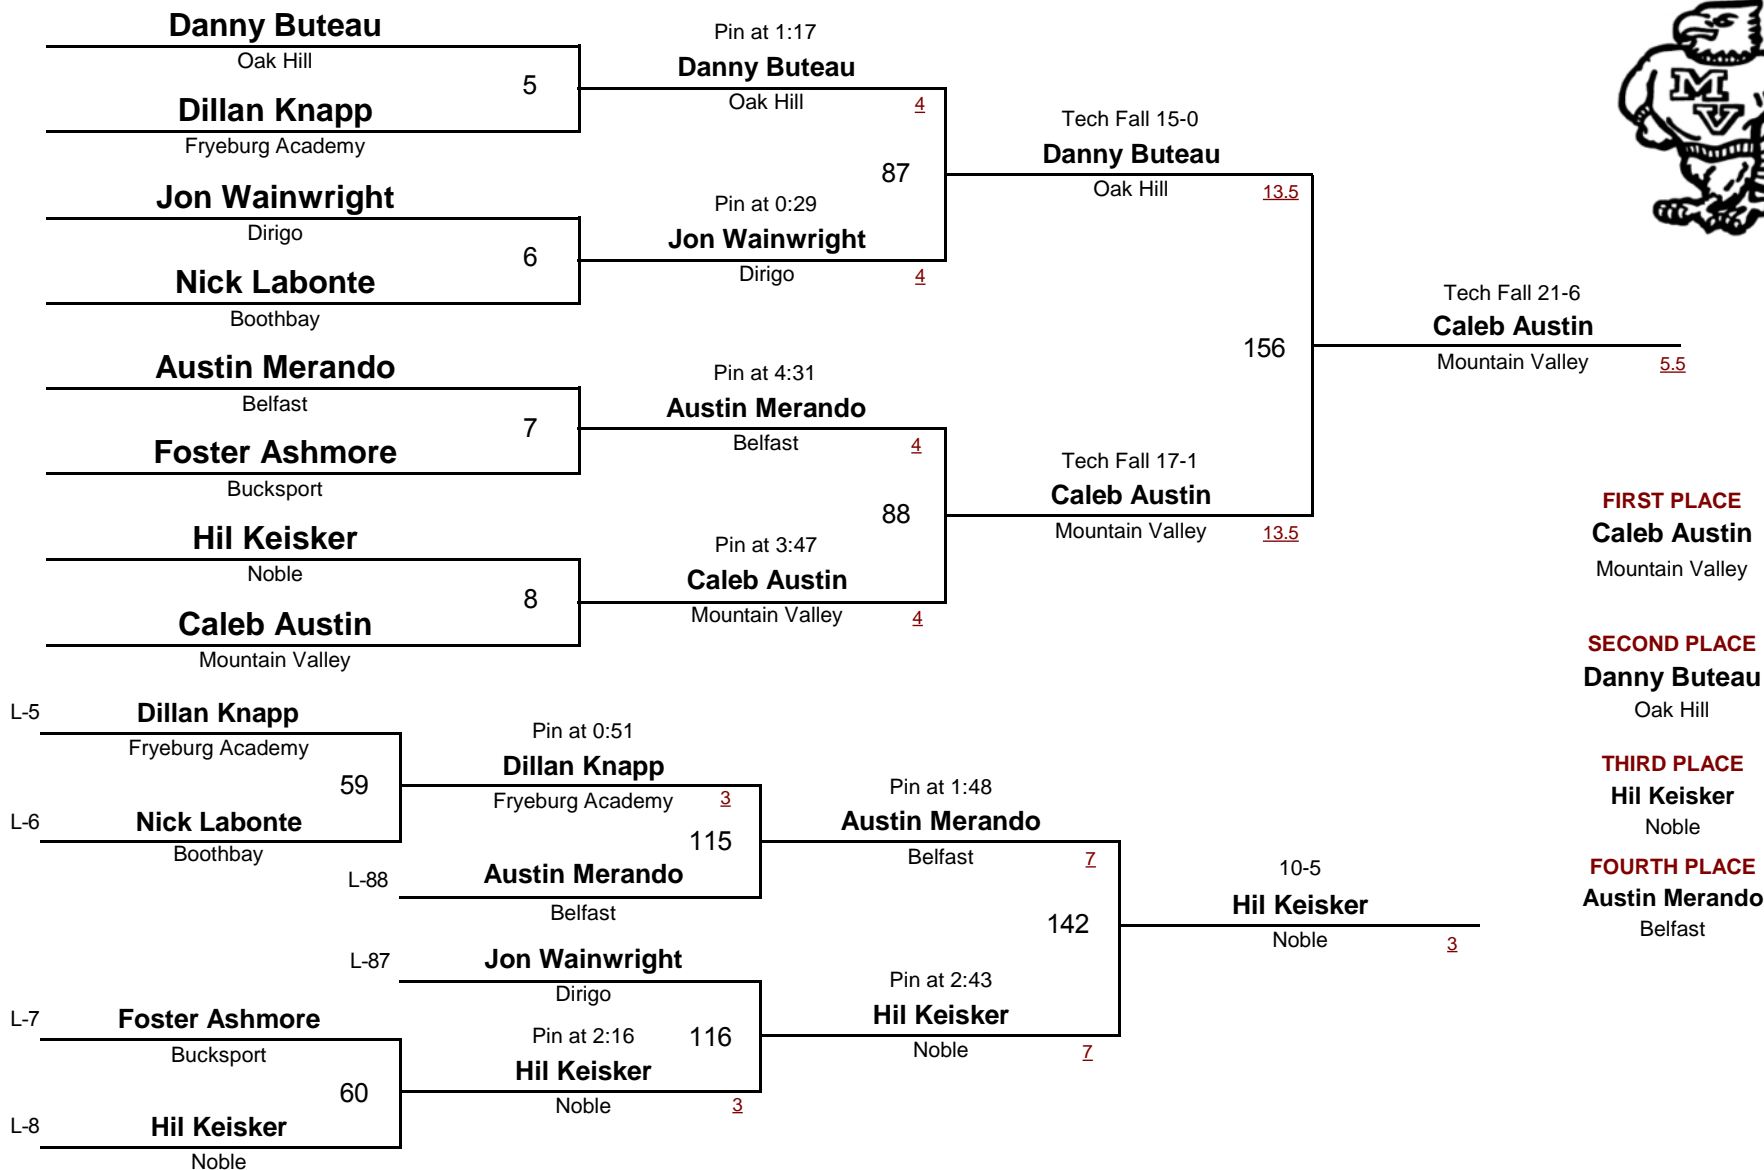 Danny Buteau
Oak Hill
5
Dillan Knapp
Fryeburg Academy
Jon Wainwright
Dirigo
6
Nick Labonte
Boothbay
Austin Merando
Belfast
7
Foster Ashmore
Bucksport
Hil Keisker
Noble
8
Caleb Austin
Mountain Valley
Pin at 1:17
Danny Buteau
Oak Hill 4
87
Pin at 0:29
Jon Wainwright
Dirigo 4
Pin at 4:31
Austin Merando
Belfast 4
88
Pin at 3:47
Caleb Austin
Mountain Valley 4
Tech Fall 15-0
Danny Buteau
Oak Hill 13.5
156
Tech Fall 17-1
Caleb Austin
Mountain Valley 13.5
Tech Fall 21-6
Caleb Austin
Mountain Valley 5.5
M
V
FIRST PLACE
Caleb Austin
Mountain Valley
SECOND PLACE
Danny Buteau
Oak Hill
THIRD PLACE
Hil Keisker
Noble
FOURTH PLACE
Austin Merando
Belfast
L-5 Dillan Knapp
Fryeburg Academy
59
L-6 Nick Labonte
Boothbay
L-7 Foster Ashmore
Bucksport
60
L-8 Hil Keisker
Noble
Pin at 0:51
Dillan Knapp
Fryeburg Academy 3
115
L-88 Austin Merando
Belfast
L-87 Jon Wainwright
Dirigo
Pin at 2:16 116
Hil Keisker
Noble 3
Pin at 1:48
Austin Merando
Belfast 7
142
Pin at 2:43
Hil Keisker
Noble 7
10-5
Hil Keisker
Noble 3